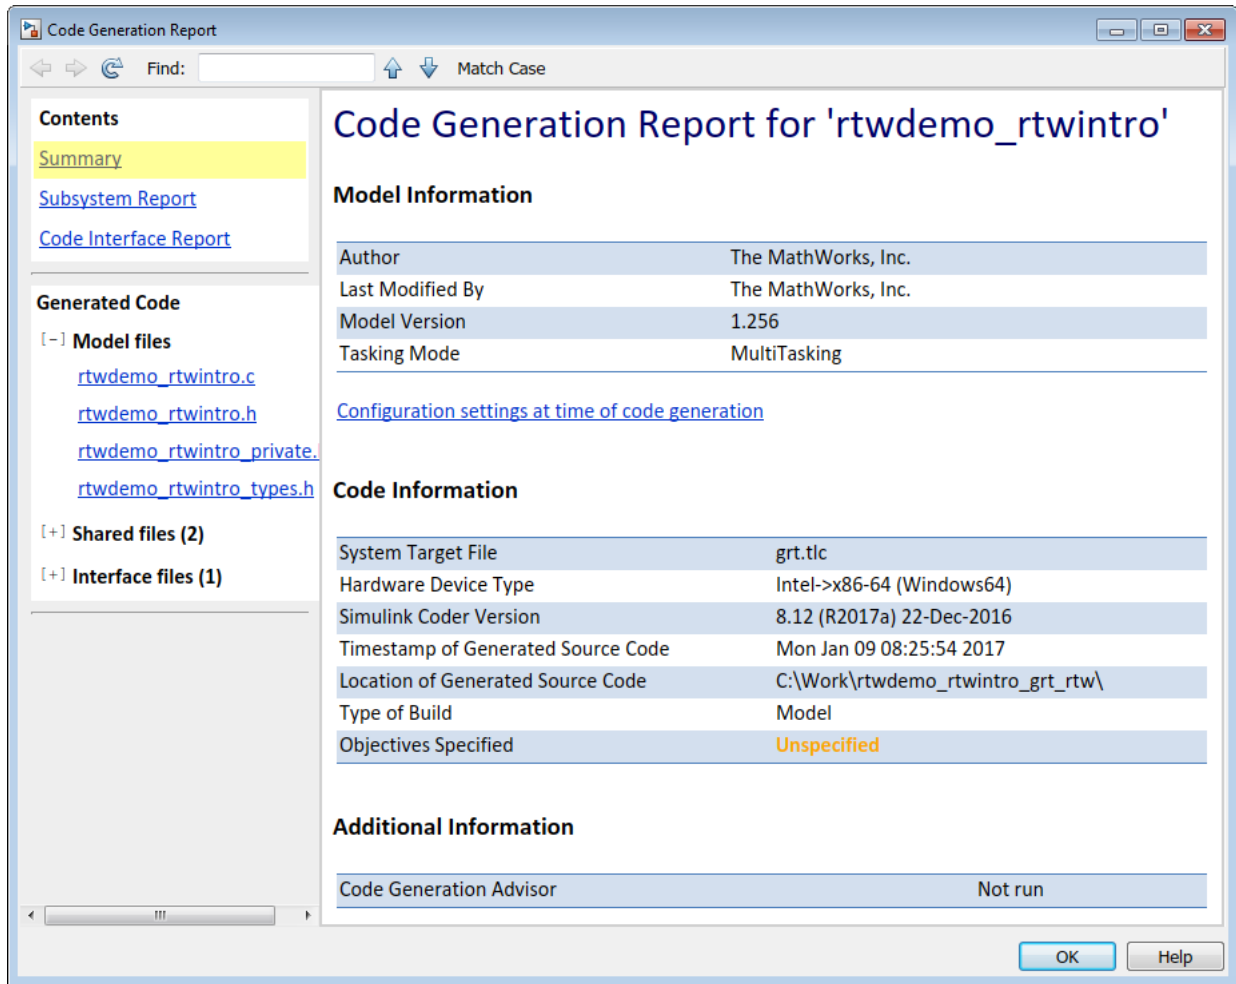 Code Generation Report
Find: Match Case
Contents
Summary
Subsystem Report
Code Interface Report
Generated Code
[-] Model files
rtwdemo_rtwintro.c
rtwdemo_rtwintro.h
rtwdemo_rtwintro_private.
rtwdemo_rtwintro_types.h
[+] Shared files (2)
[+] Interface files (1)
Code Generation Report for 'rtwdemo_rtwintro'
Model Information
Author The MathWorks, Inc.
Last Modified By The MathWorks, Inc.
Model Version 1.256
Tasking Mode MultiTasking
Configuration settings at time of code generation
Code Information
System Target File grt.tlc
Hardware Device Type Intel->x86-64 (Windows64)
Simulink Coder Version 8.12 (R2017a) 22-Dec-2016
Timestamp of Generated Source Code Mon Jan 09 08:25:54 2017
Location of Generated Source Code C:\Work\rtwdemo_rtwintro_grt_rtw\
Type of Build Model
Objectives Specified Unspecified
Additional Information
Code Generation Advisor Not run
OK Help